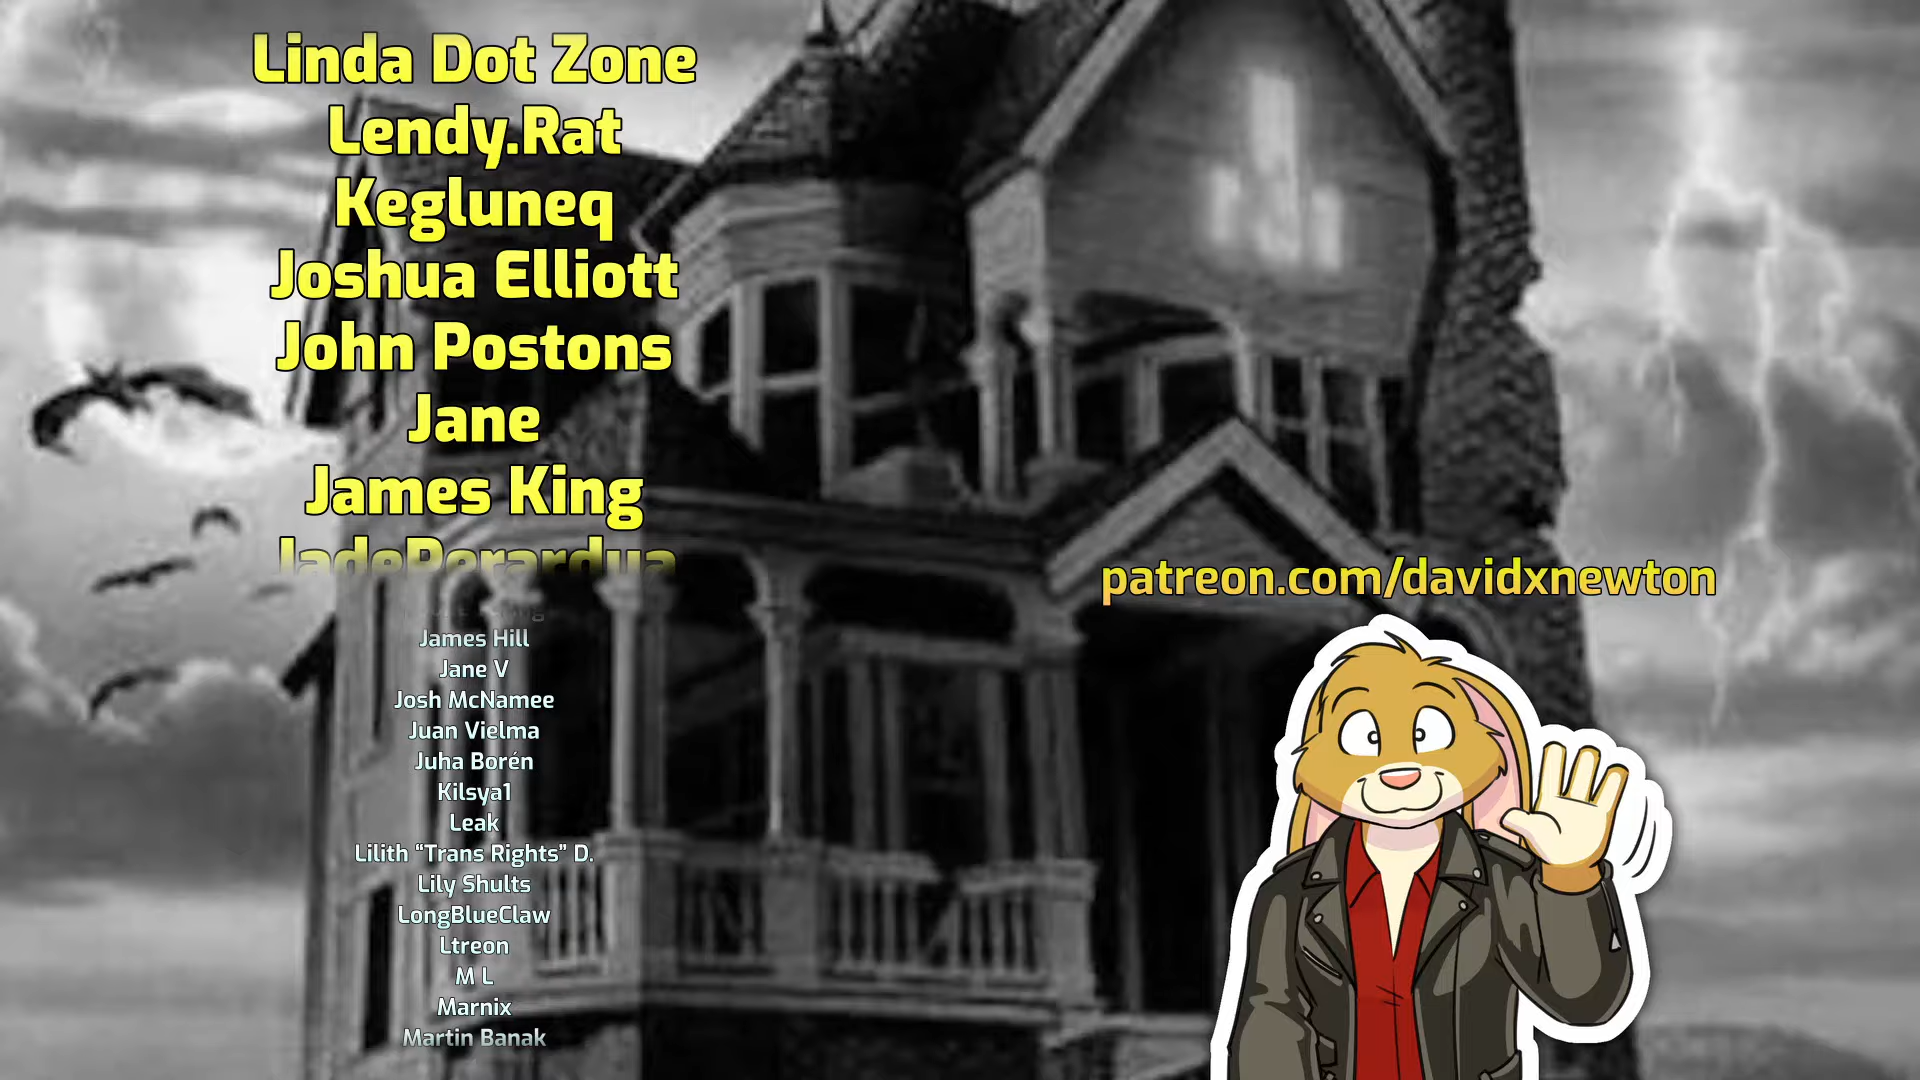 Linda Dot Zone
Lendy.Rat
Kegluneq
Joshua Elliott
John Postons
Jane
James King
JadePerardua
patreon.com/davidxnewton
James Hill
Jane V
Josh McNamee
Juan Vielma
Juha Borén
Kilsya1
Leak
Lilith “Trans Rights” D.
Lily Shults
LongBlueClaw
Ltreon
M L
Marnix
Martin Banak